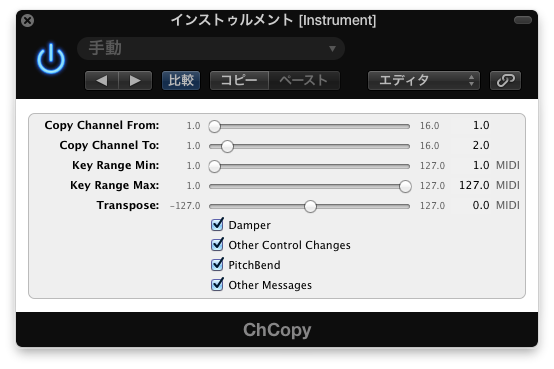 インストゥルメント [Instrument]
手動
比較 コピー ペースト エディタ
Copy Channel From: 1.0 16.0 1.0
Copy Channel To: 1.0 16.0 2.0
Key Range Min: 1.0 127.0 1.0 MIDI
Key Range Max: 1.0 127.0 127.0 MIDI
Transpose: -127.0 127.0 0.0 MIDI
Damper
Other Control Changes
PitchBend
Other Messages
ChCopy